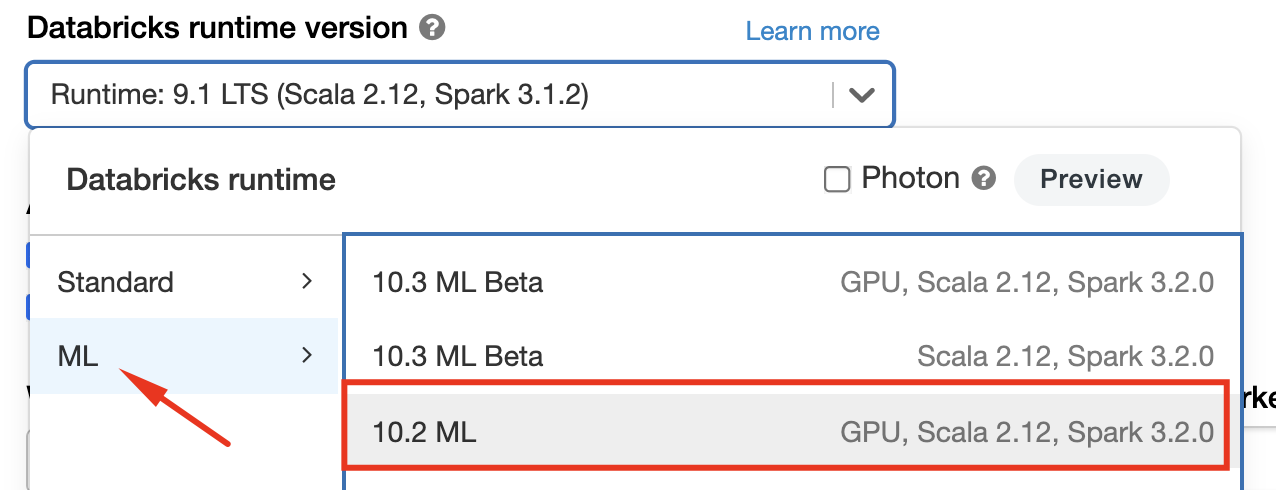 Databricks runtime version ?
Learn more
Runtime: 9.1 LTS (Scala 2.12, Spark 3.1.2)
Databricks runtime
Photon ?
Preview
Standard
ML
10.3 ML Beta GPU, Scala 2.12, Spark 3.2.0
10.3 ML Beta Scala 2.12, Spark 3.2.0
10.2 ML GPU, Scala 2.12, Spark 3.2.0